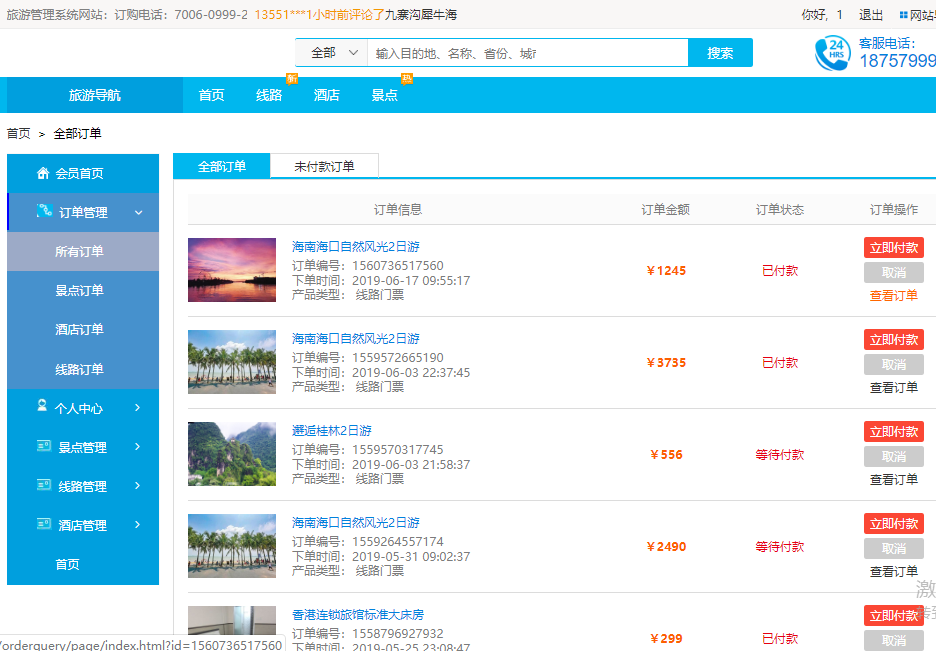 旅游管理系统网站：订购电话：7006-0999-2 13551***1小时前评论了九寨沟犀牛海
你好，1 退出 网站
全部 输入目的地、名称、省份、城
搜索
客服电话：
24 HRS
18757999
旅游导航 首页 线路 新 酒店 景点 热
首页 > 全部订单
会员首页
订单管理
所有订单
景点订单
酒店订单
线路订单
个人中心
景点管理
线路管理
酒店管理
首页
全部订单 未付款订单
订单信息 订单金额 订单状态 订单操作
海南海口自然风光2日游
订单编号：1560736517560
下单时间：2019-06-17 09:55:17
产品类型： 线路门票
￥1245 已付款
立即付款
取消
查看订单
海南海口自然风光2日游
订单编号：1559572665190
下单时间：2019-06-03 22:37:45
产品类型： 线路门票
￥3735 已付款
立即付款
取消
查看订单
邂逅桂林2日游
订单编号：1559570317745
下单时间：2019-06-03 21:58:37
产品类型： 线路门票
￥556 等待付款
立即付款
取消
查看订单
海南海口自然风光2日游
订单编号：1559264557174
下单时间：2019-05-31 09:02:37
产品类型： 线路门票
￥2490 等待付款
立即付款
取消
查看订单
激
转到
香港连锁旅馆标准大床房
订单编号：1558796927932
下单时间：2019-05-25 23:08:47
￥299 已付款
立即付款
取消
/orderquery/page/index.html?id=1560736517560